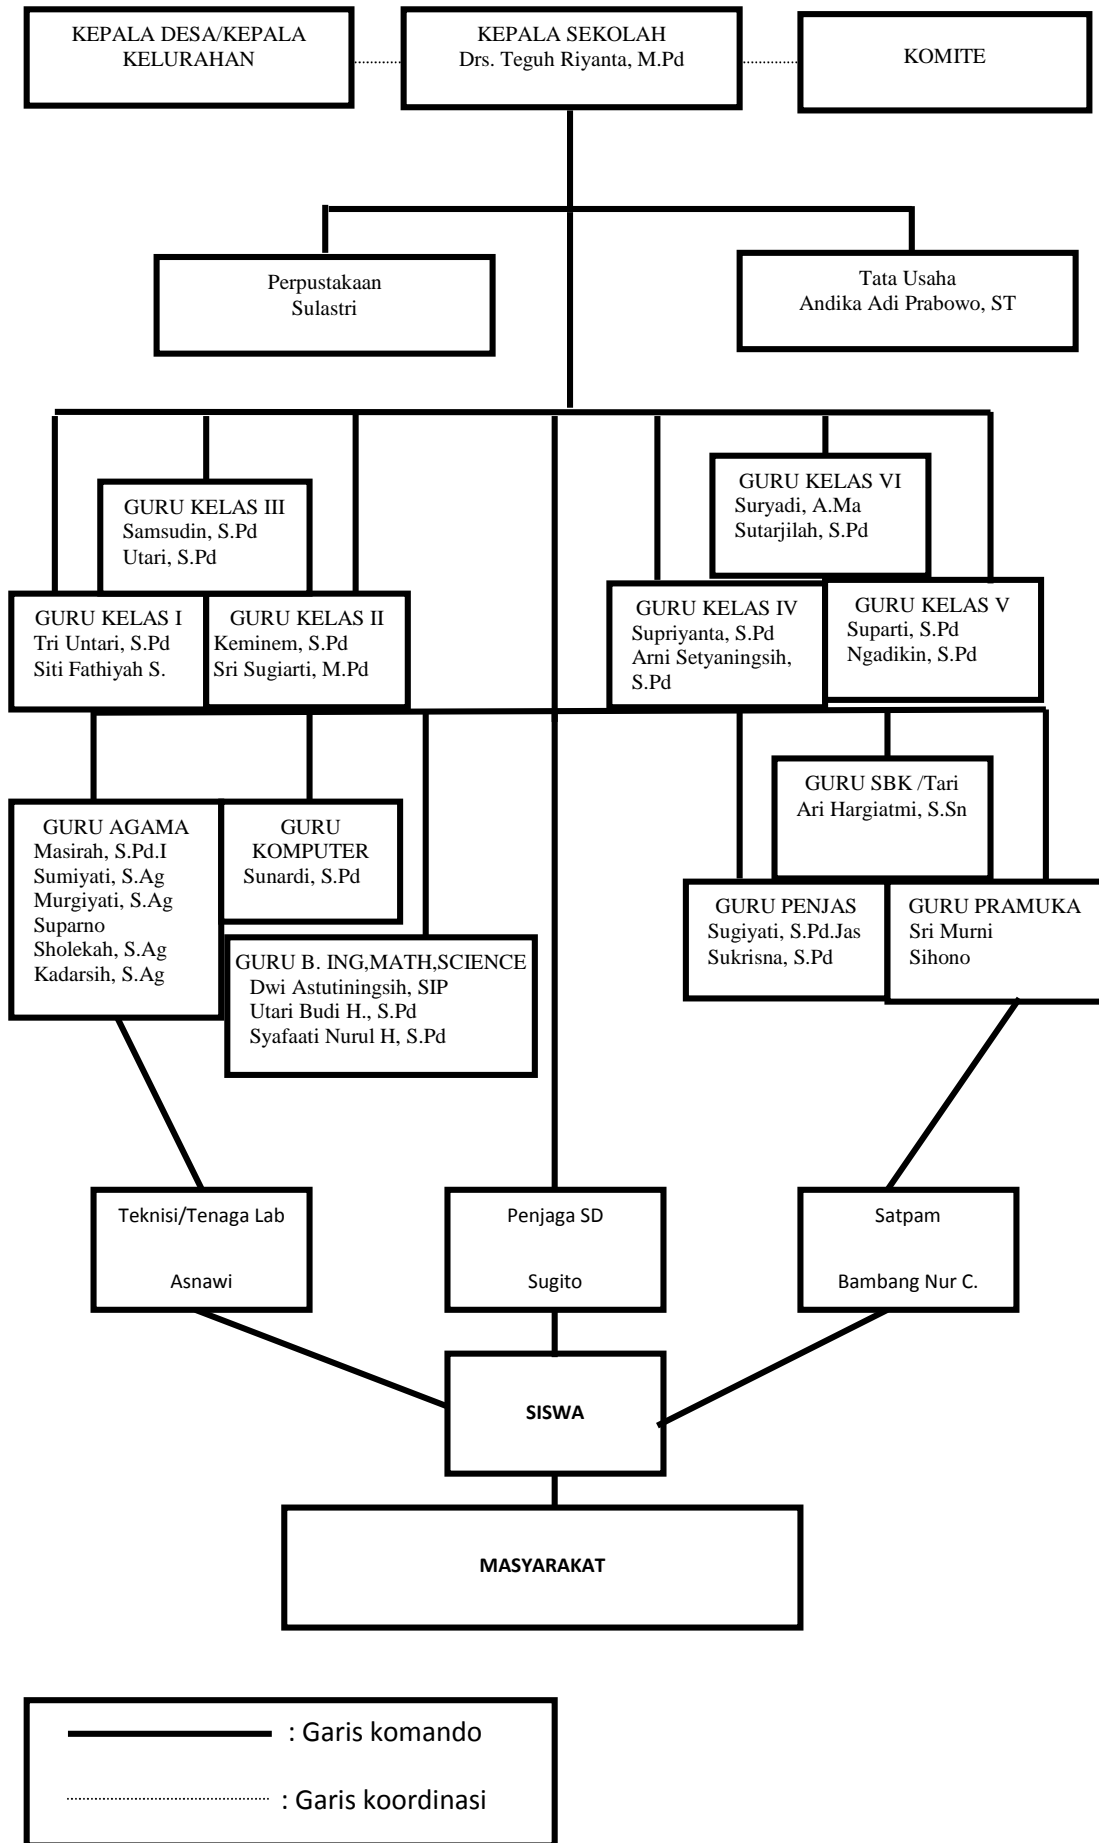 KEPALA DESA/KEPALA
KELURAHAN
KEPALA SEKOLAH
Drs. Teguh Riyanta, M.Pd
KOMITE
Perpustakaan
Sulastri
Tata Usaha
Andika Adi Prabowo, ST
GURU KELAS III
Samsudin, S.Pd
Utari, S.Pd
GURU KELAS VI
Suryadi, A.Ma
Sutarjilah, S.Pd
GURU KELAS I
Tri Untari, S.Pd
Siti Fathiyah S.
GURU KELAS II
Keminem, S.Pd
Sri Sugiarti, M.Pd
GURU KELAS IV
Supriyanta, S.Pd
Arni Setyaningsih,
S.Pd
GURU KELAS V
Suparti, S.Pd
Ngadikin, S.Pd
GURU AGAMA
Masirah, S.Pd.I
Sumiyati, S.Ag
Murgiyati, S.Ag
Suparno
Sholekah, S.Ag
Kadarsih, S.Ag
GURU
KOMPUTER
Sunardi, S.Pd
GURU B. ING,MATH,SCIENCE
Dwi Astutiningsih, SIP
Utari Budi H., S.Pd
Syafaati Nurul H, S.Pd
GURU SBK /Tari
Ari Hargiatmi, S.Sn
GURU PENJAS
Sugiyati, S.Pd.Jas
Sukrisna, S.Pd
GURU PRAMUKA
Sri Murni
Sihono
Teknisi/Tenaga Lab
Asnawi
Penjaga SD
Sugito
Satpam
Bambang Nur C.
SISWA
MASYARAKAT
: Garis komando
: Garis koordinasi